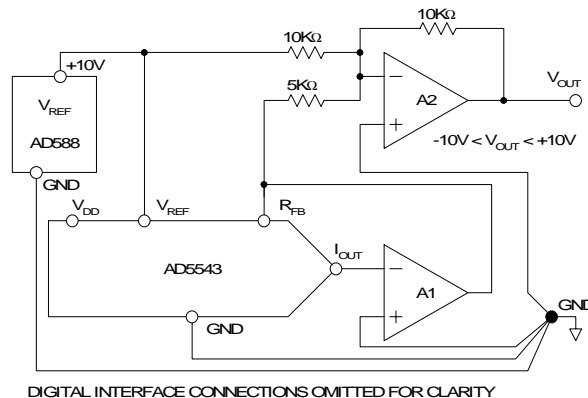 10KΩ
10KΩ
+10V
5KΩ
V_OUT
V_REF
AD588
A2
-10V < V_OUT < +10V
GND
V_DD
V_REF
R_FB
I_OUT
AD5543
A1
GND
GND
DIGITAL INTERFACE CONNECTIONS OMITTED FOR CLARITY